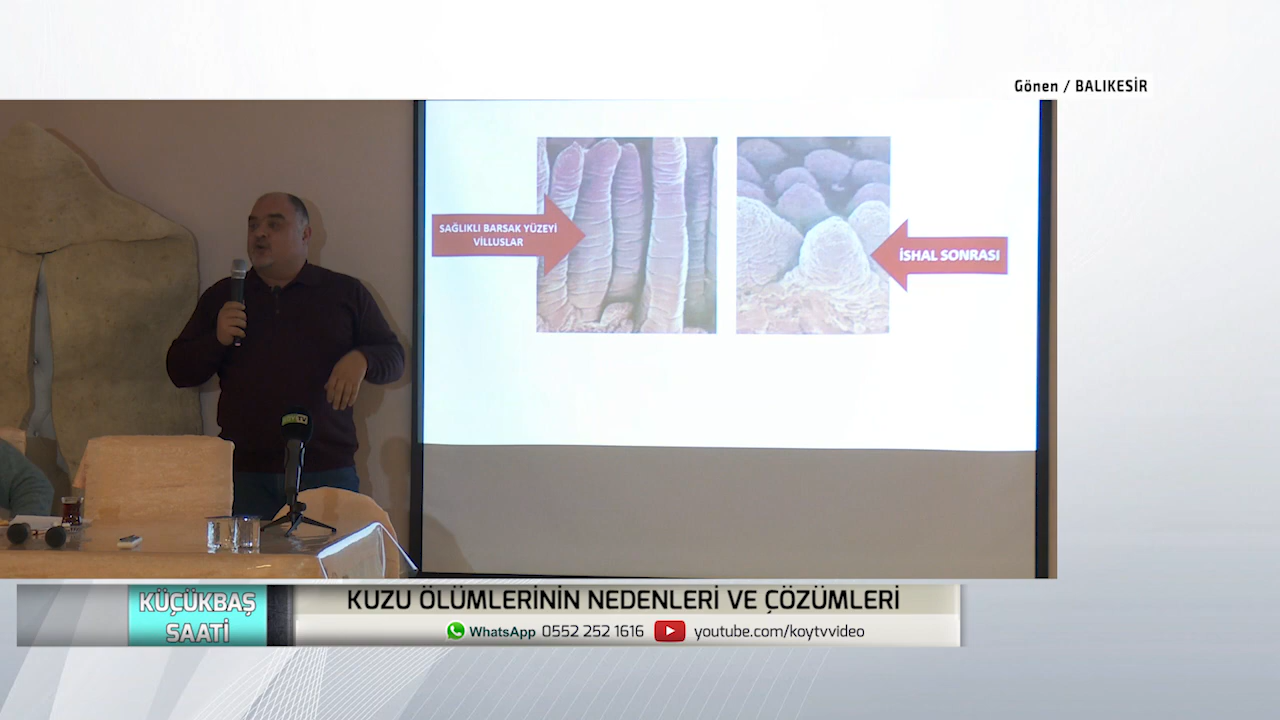 Gönen / BALIKESİR
SAĞLIKLI BARSAK YÜZEYİ
VİLLUSLAR
İSHAL SONRASI
KÜÇÜKBAŞ
SAATİ
KUZU ÖLÜMLERİNİN NEDENLERİ VE ÇÖZÜMLERİ
WhatsApp 0552 252 1616 youtube.com/koytvvideo